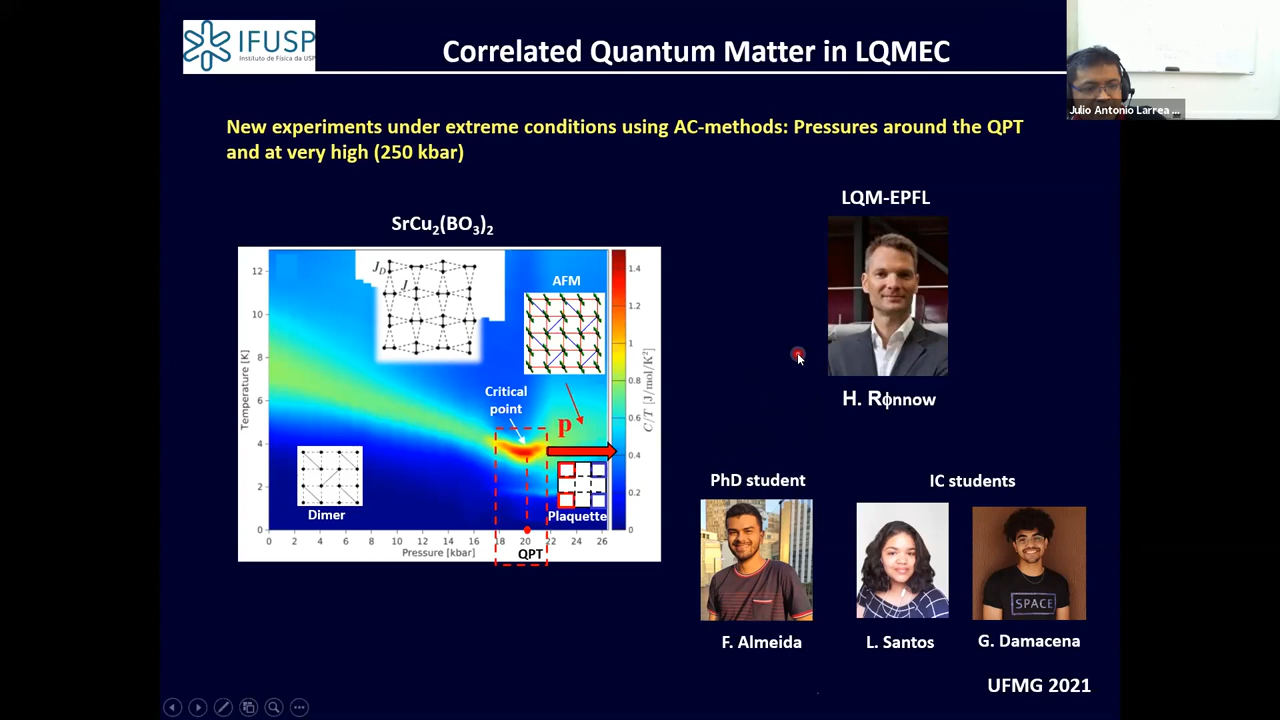 IFUSP
Instituto de Física da USP
Correlated Quantum Matter in LQMEC
Julio Antonio Larrea ...
New experiments under extreme conditions using AC-methods: Pressures around the QPT
and at very high (250 kbar)
LQM-EPFL
SrCu₂(BO₃)₂
J_D
J
AFM
Critical
point
p
Dimer
Plaquette
QPT
Temperature [K]
12
10
8
6
4
2
0
0 2 4 6 8 10 12 14 16 18 20 22 24 26
Pressure [kbar]
1.4
1.2
1
0.8
0.6
0.4
0.2
0
C/T [J/mol/K²]
H. Rϕnnow
PhD student
IC students
SPACE
F. Almeida
L. Santos
G. Damacena
UFMG 2021